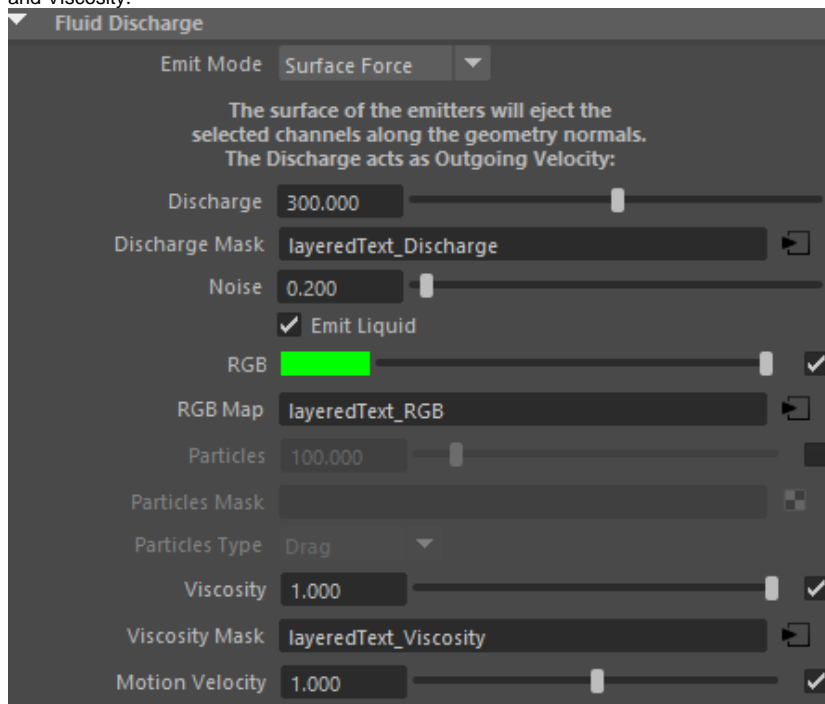 and Viscosity.
Fluid Discharge
Emit Mode Surface Force
The surface of the emitters will eject the
selected channels along the geometry normals.
The Discharge acts as Outgoing Velocity:
Discharge 300.000
Discharge Mask layeredText_Discharge
Noise 0.200
Emit Liquid
RGB
RGB Map layeredText_RGB
Particles 100.000
Particles Mask
Particles Type Drag
Viscosity 1.000
Viscosity Mask layeredText_Viscosity
Motion Velocity 1.000